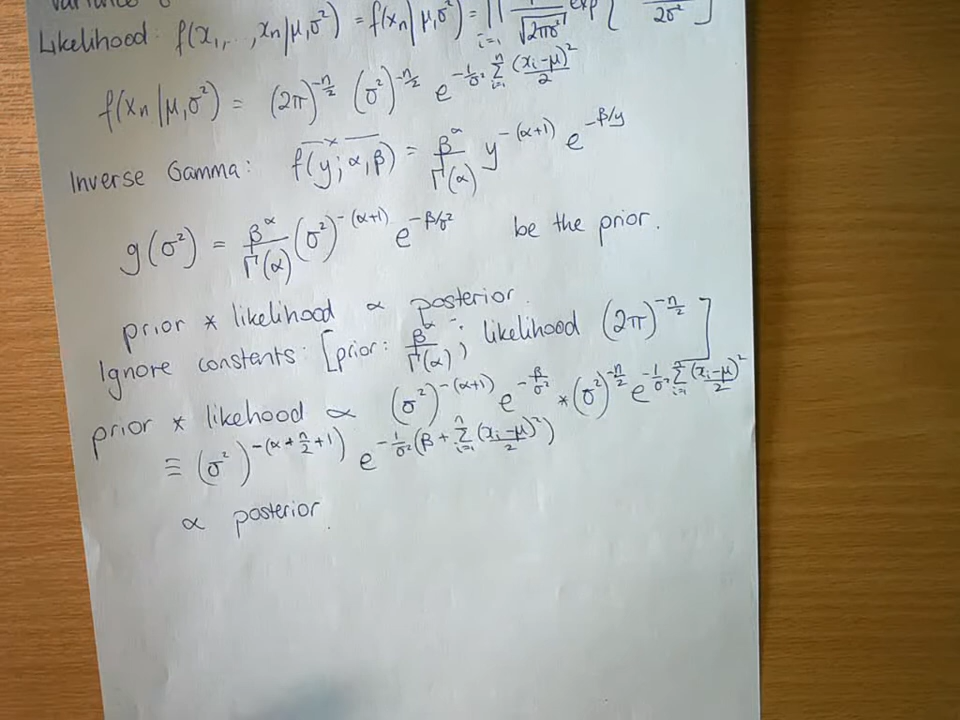 Likelihood: f(x₁,..,xₙ|μ,σ²) = f(xₙ|μ,σ²) = ∏ᵢ₌₁ 1/√(2πσ²) exp[ 2σ² ]
f(xₙ|μ,σ²) = (2π)^(-n/2) (σ²)^(-n/2) e^(-1/σ² Σᵢ₌₁ⁿ (xᵢ-μ)²/2)
Inverse Gamma: f(y;α,β) = β^α/Γ(α) y^-(α+1) e^(-β/y)
g(σ²) = β^α/Γ(α) (σ²)^-(α+1) e^(-β/σ²) be the prior.
prior * likelihood ∝ posterior.
Ignore constants: [prior: β^α/Γ(α); likelihood (2π)^(-n/2)]
prior * likehood ∝ (σ²)^-(α+1) e^(-β/σ²) * (σ²)^(-n/2) e^(-1/σ² Σᵢ₌₁ⁿ (xᵢ-μ)²/2)
≡ (σ²)^-(α+n/2+1) e^(-1/σ²(β+Σᵢ₌₁ⁿ (xᵢ-μ)²/2))
∝ posterior.